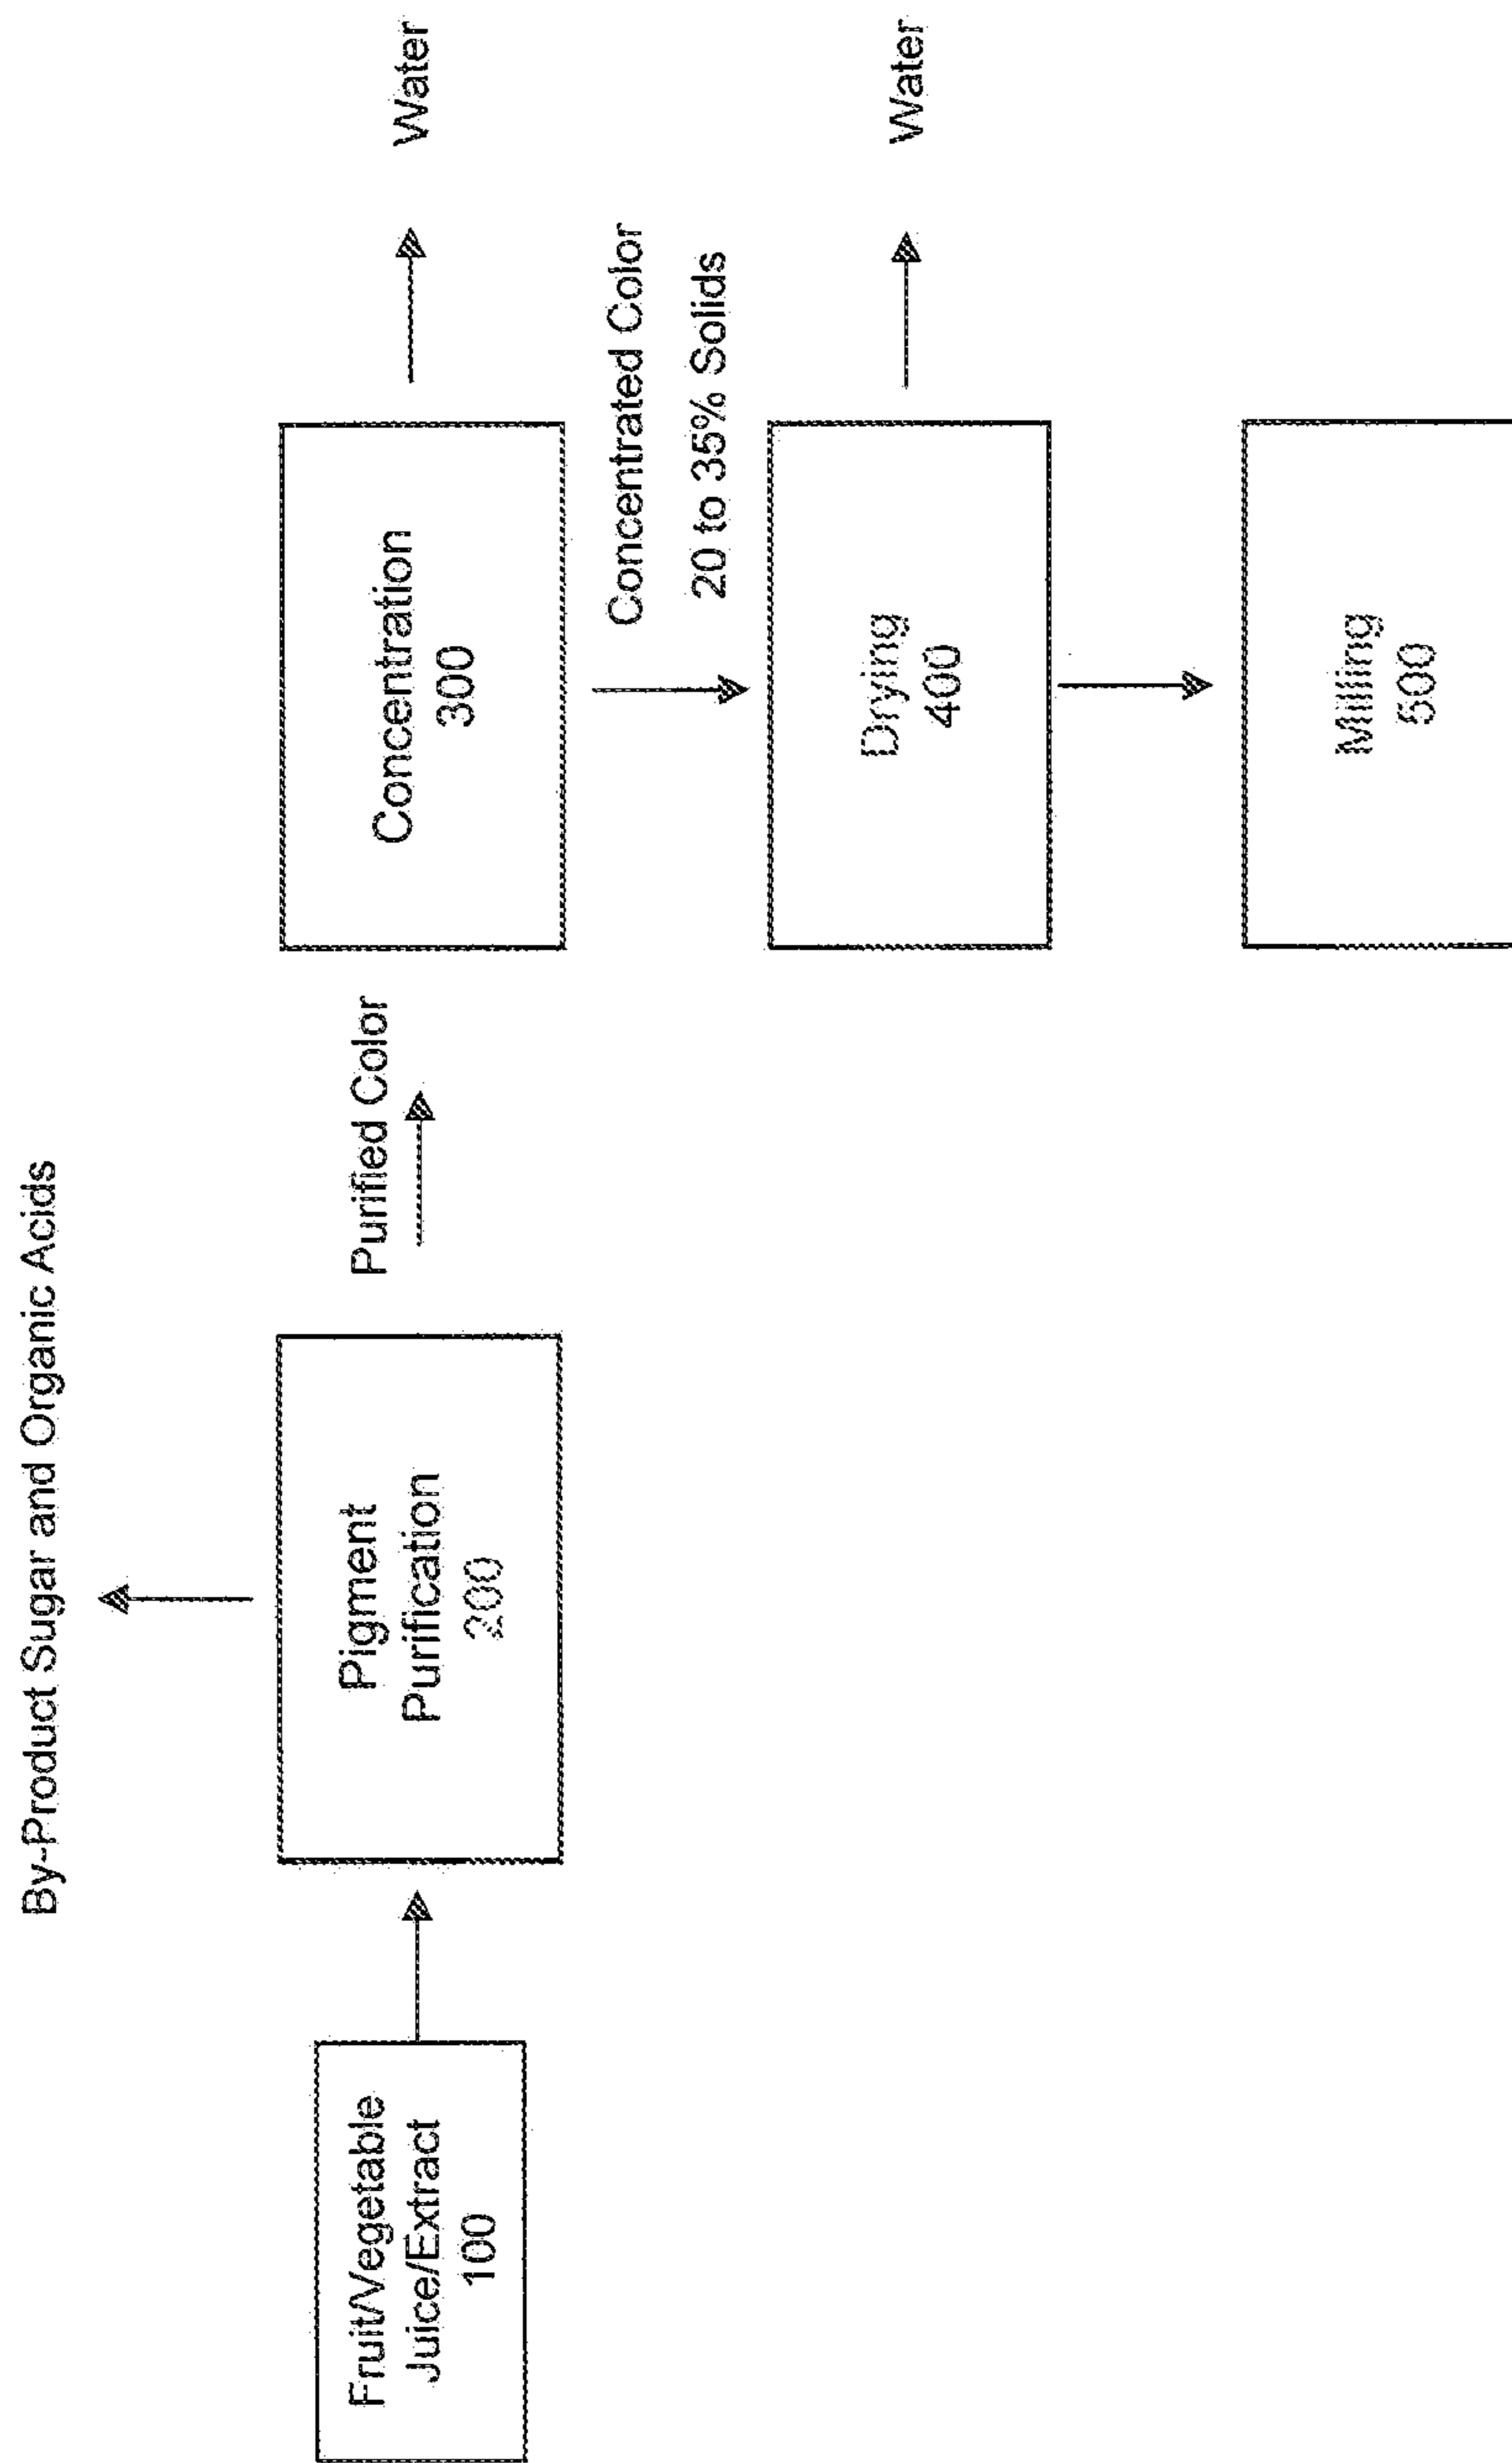 By-Product Sugar and Organic Acids
Fruit/Vegetable
Juice/Extract
100
Pigment
Purification
200
Purified Color
Concentration
300
Water
Concentrated Color
20 to 35% Solids
Drying
400
Water
Milling
500